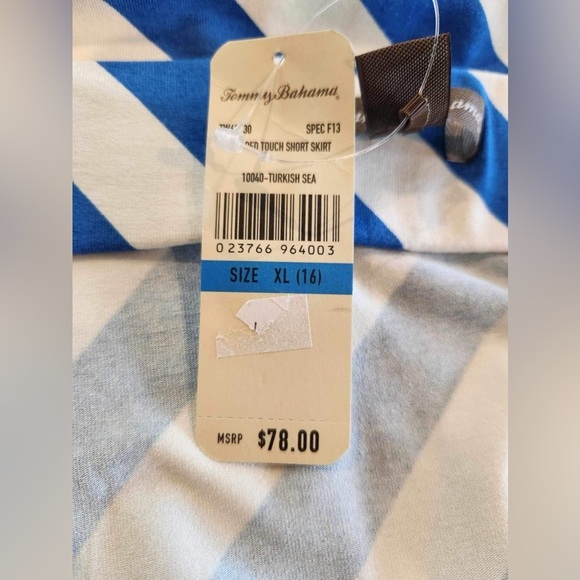 Tommy Bahama
30 SPEC F13
TOUCH SHORT SKIRT
10040-TURKISH SEA
0 23766 964003
SIZE XL (16)
MSRP $78.00